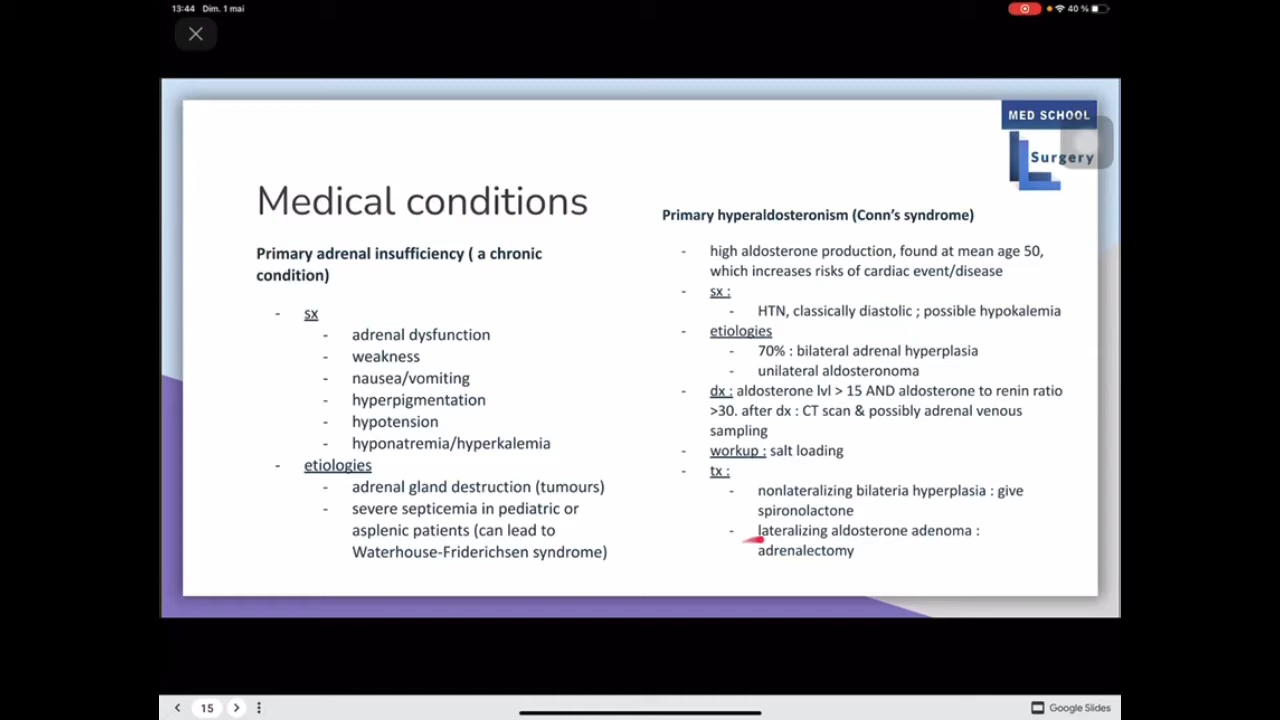 13:44 Dim. 1 mai
40 %
MED SCHOOL
Surgery
Medical conditions
Primary adrenal insufficiency ( a chronic
condition)
- sx
- adrenal dysfunction
- weakness
- nausea/vomiting
- hyperpigmentation
- hypotension
- hyponatremia/hyperkalemia
- etiologies
- adrenal gland destruction (tumours)
- severe septicemia in pediatric or
asplenic patients (can lead to
Waterhouse-Friderichsen syndrome)
Primary hyperaldosteronism (Conn's syndrome)
- high aldosterone production, found at mean age 50,
which increases risks of cardiac event/disease
- sx :
- HTN, classically diastolic ; possible hypokalemia
- etiologies
- 70% : bilateral adrenal hyperplasia
- unilateral aldosteronoma
- dx : aldosterone lvl > 15 AND aldosterone to renin ratio
>30. after dx : CT scan & possibly adrenal venous
sampling
- workup : salt loading
- tx :
- nonlateralizing bilateria hyperplasia : give
spironolactone
- lateralizing aldosterone adenoma :
adrenalectomy
15
Google Slides